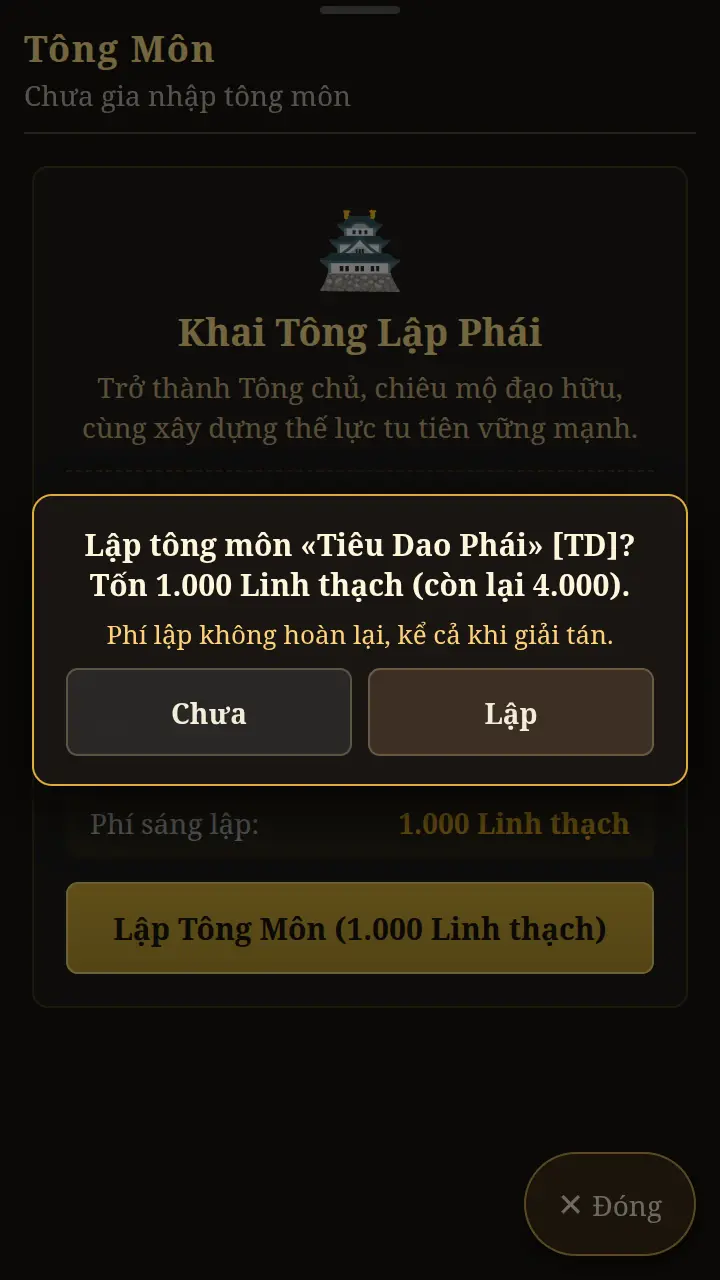 Tông Môn
Chưa gia nhập tông môn
Khai Tông Lập Phái
Trở thành Tông chủ, chiêu mộ đạo hữu,
cùng xây dựng thế lực tu tiên vững mạnh.
Lập tông môn «Tiêu Dao Phái» [TD]?
Tốn 1.000 Linh thạch (còn lại 4.000).
Phí lập không hoàn lại, kể cả khi giải tán.
Chưa
Lập
Phí sáng lập:
1.000 Linh thạch
Lập Tông Môn (1.000 Linh thạch)
✕ Đóng